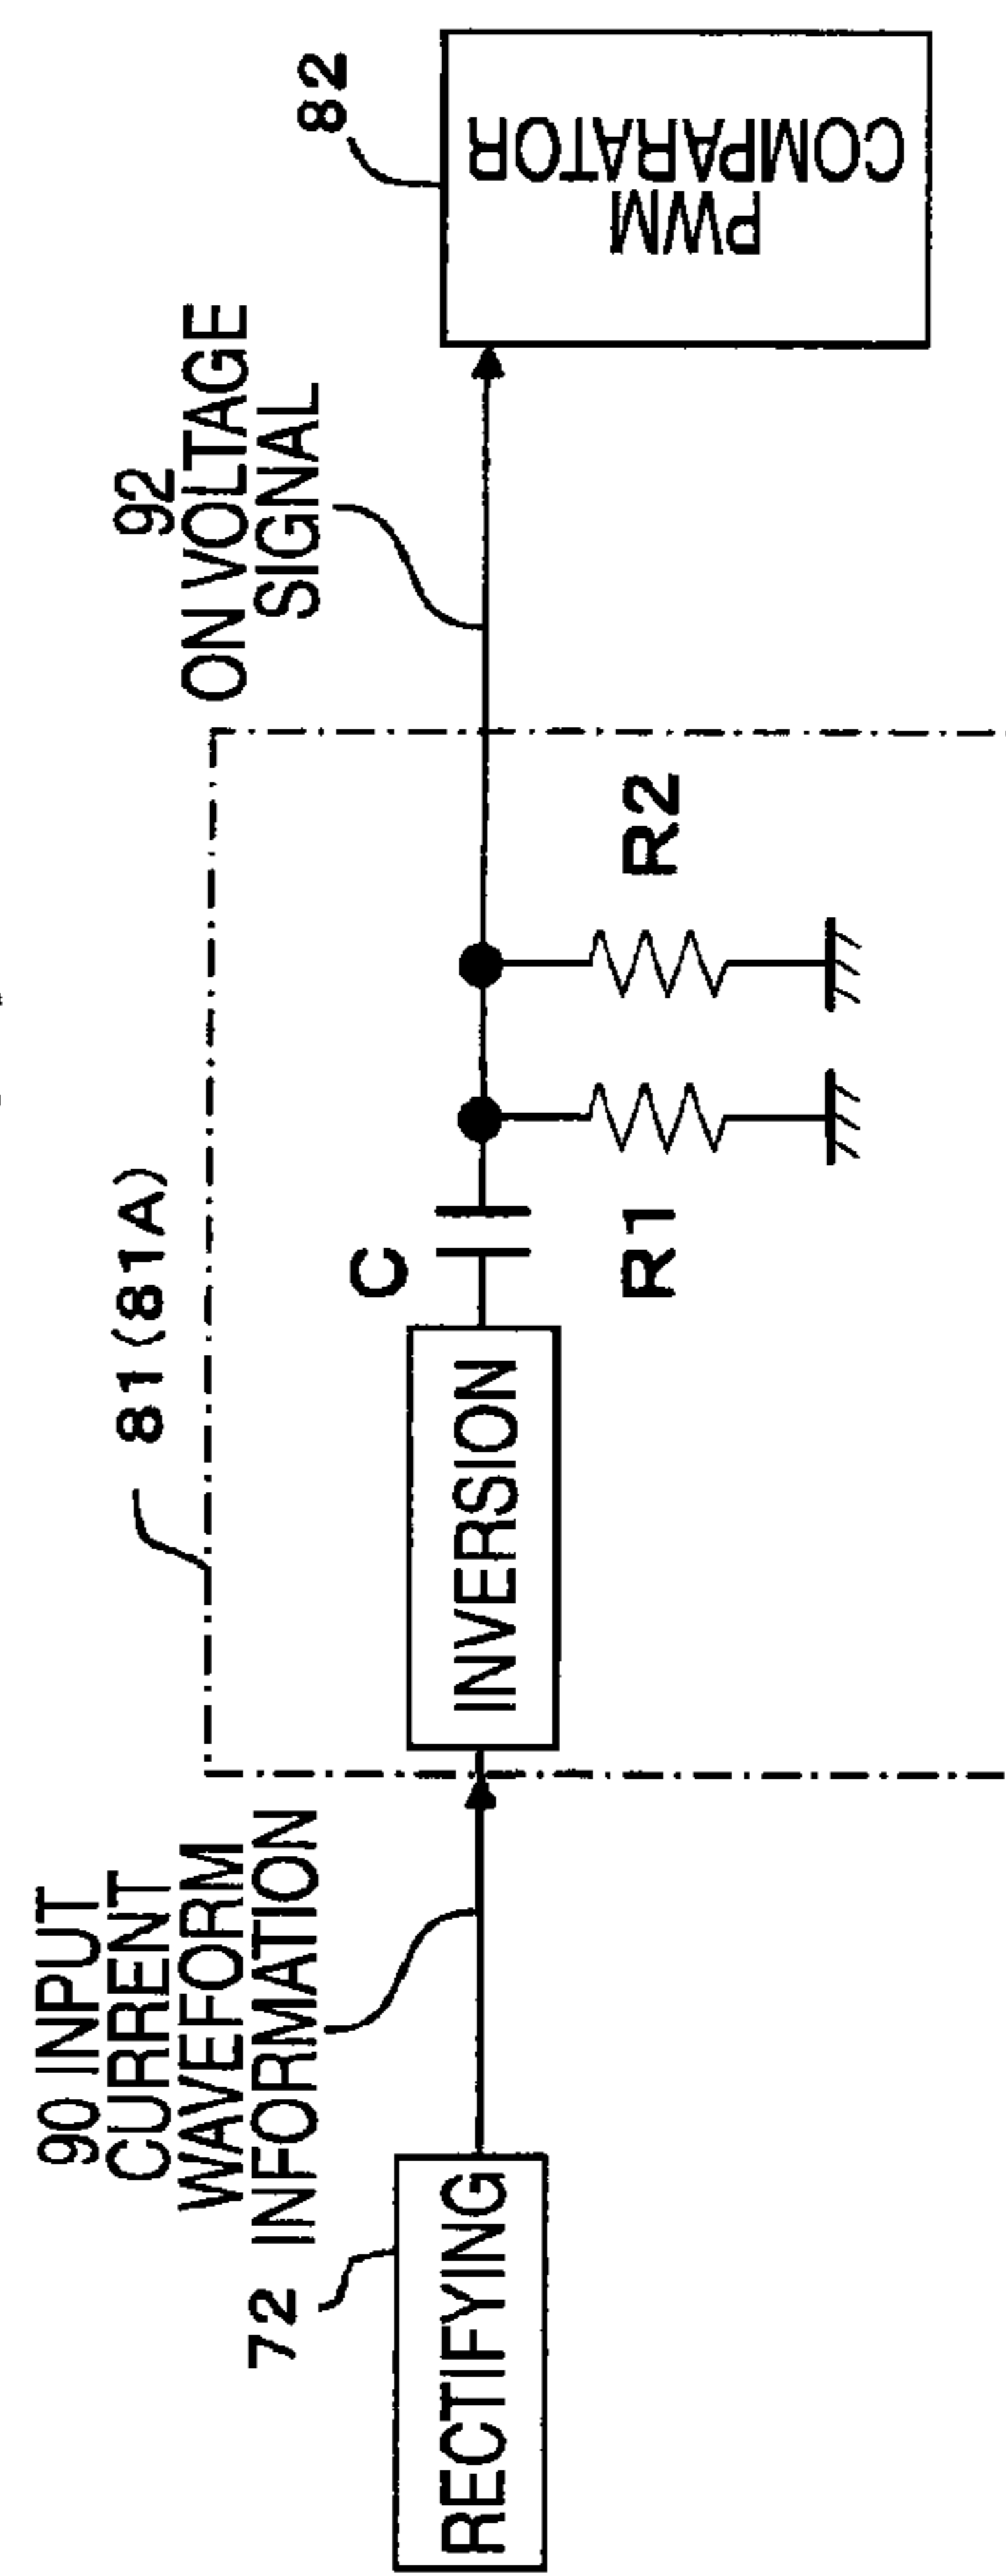 72
RECTIFYING
90 INPUT
CURRENT
WAVEFORM
INFORMATION
81(81A)
INVERSION
C
R1
R2
92
ON VOLTAGE
SIGNAL
82
PWM
COMPARATOR